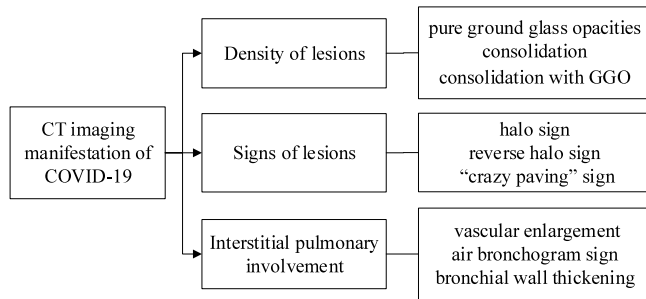 CT imaging
manifestation of
COVID-19
Density of lesions
pure ground glass opacities
consolidation
consolidation with GGO
Signs of lesions
halo sign
reverse halo sign
“crazy paving” sign
Interstitial pulmonary
involvement
vascular enlargement
air bronchogram sign
bronchial wall thickening